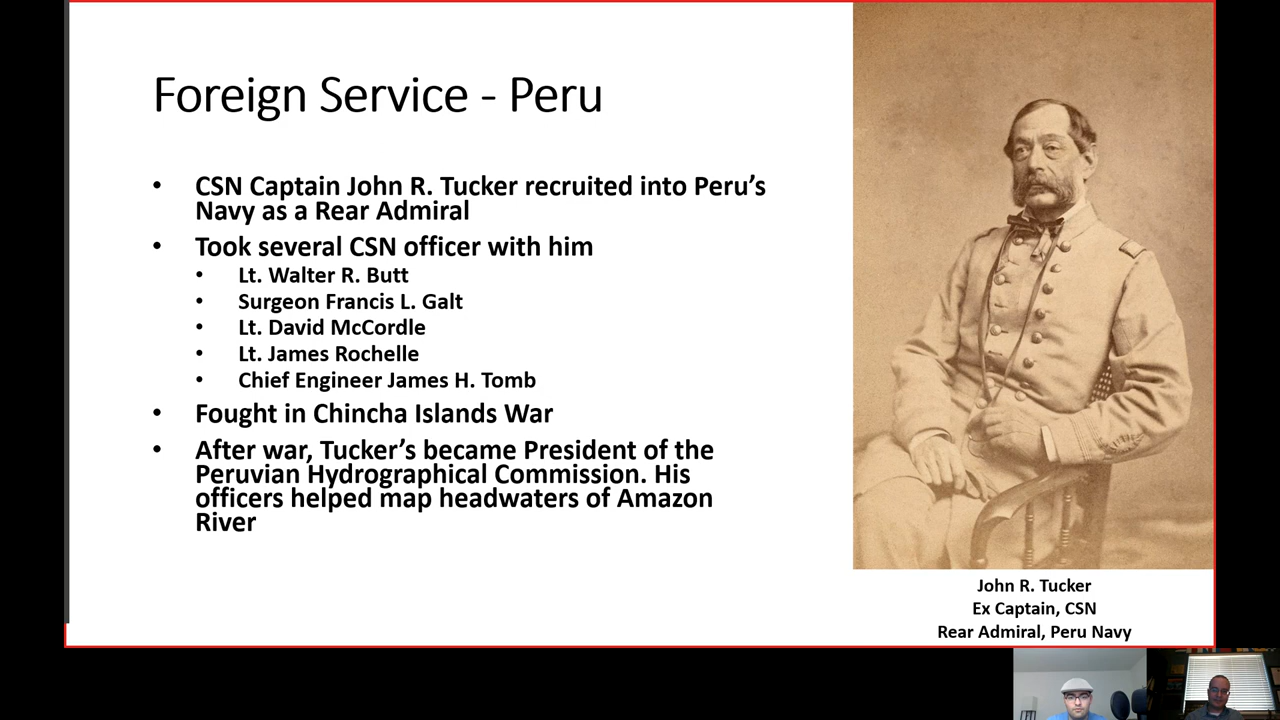 Foreign Service - Peru
• CSN Captain John R. Tucker recruited into Peru’s
Navy as a Rear Admiral
• Took several CSN officer with him
• Lt. Walter R. Butt
• Surgeon Francis L. Galt
• Lt. David McCordle
• Lt. James Rochelle
• Chief Engineer James H. Tomb
• Fought in Chincha Islands War
• After war, Tucker’s became President of the
Peruvian Hydrographical Commission. His
officers helped map headwaters of Amazon
River
John R. Tucker
Ex Captain, CSN
Rear Admiral, Peru Navy